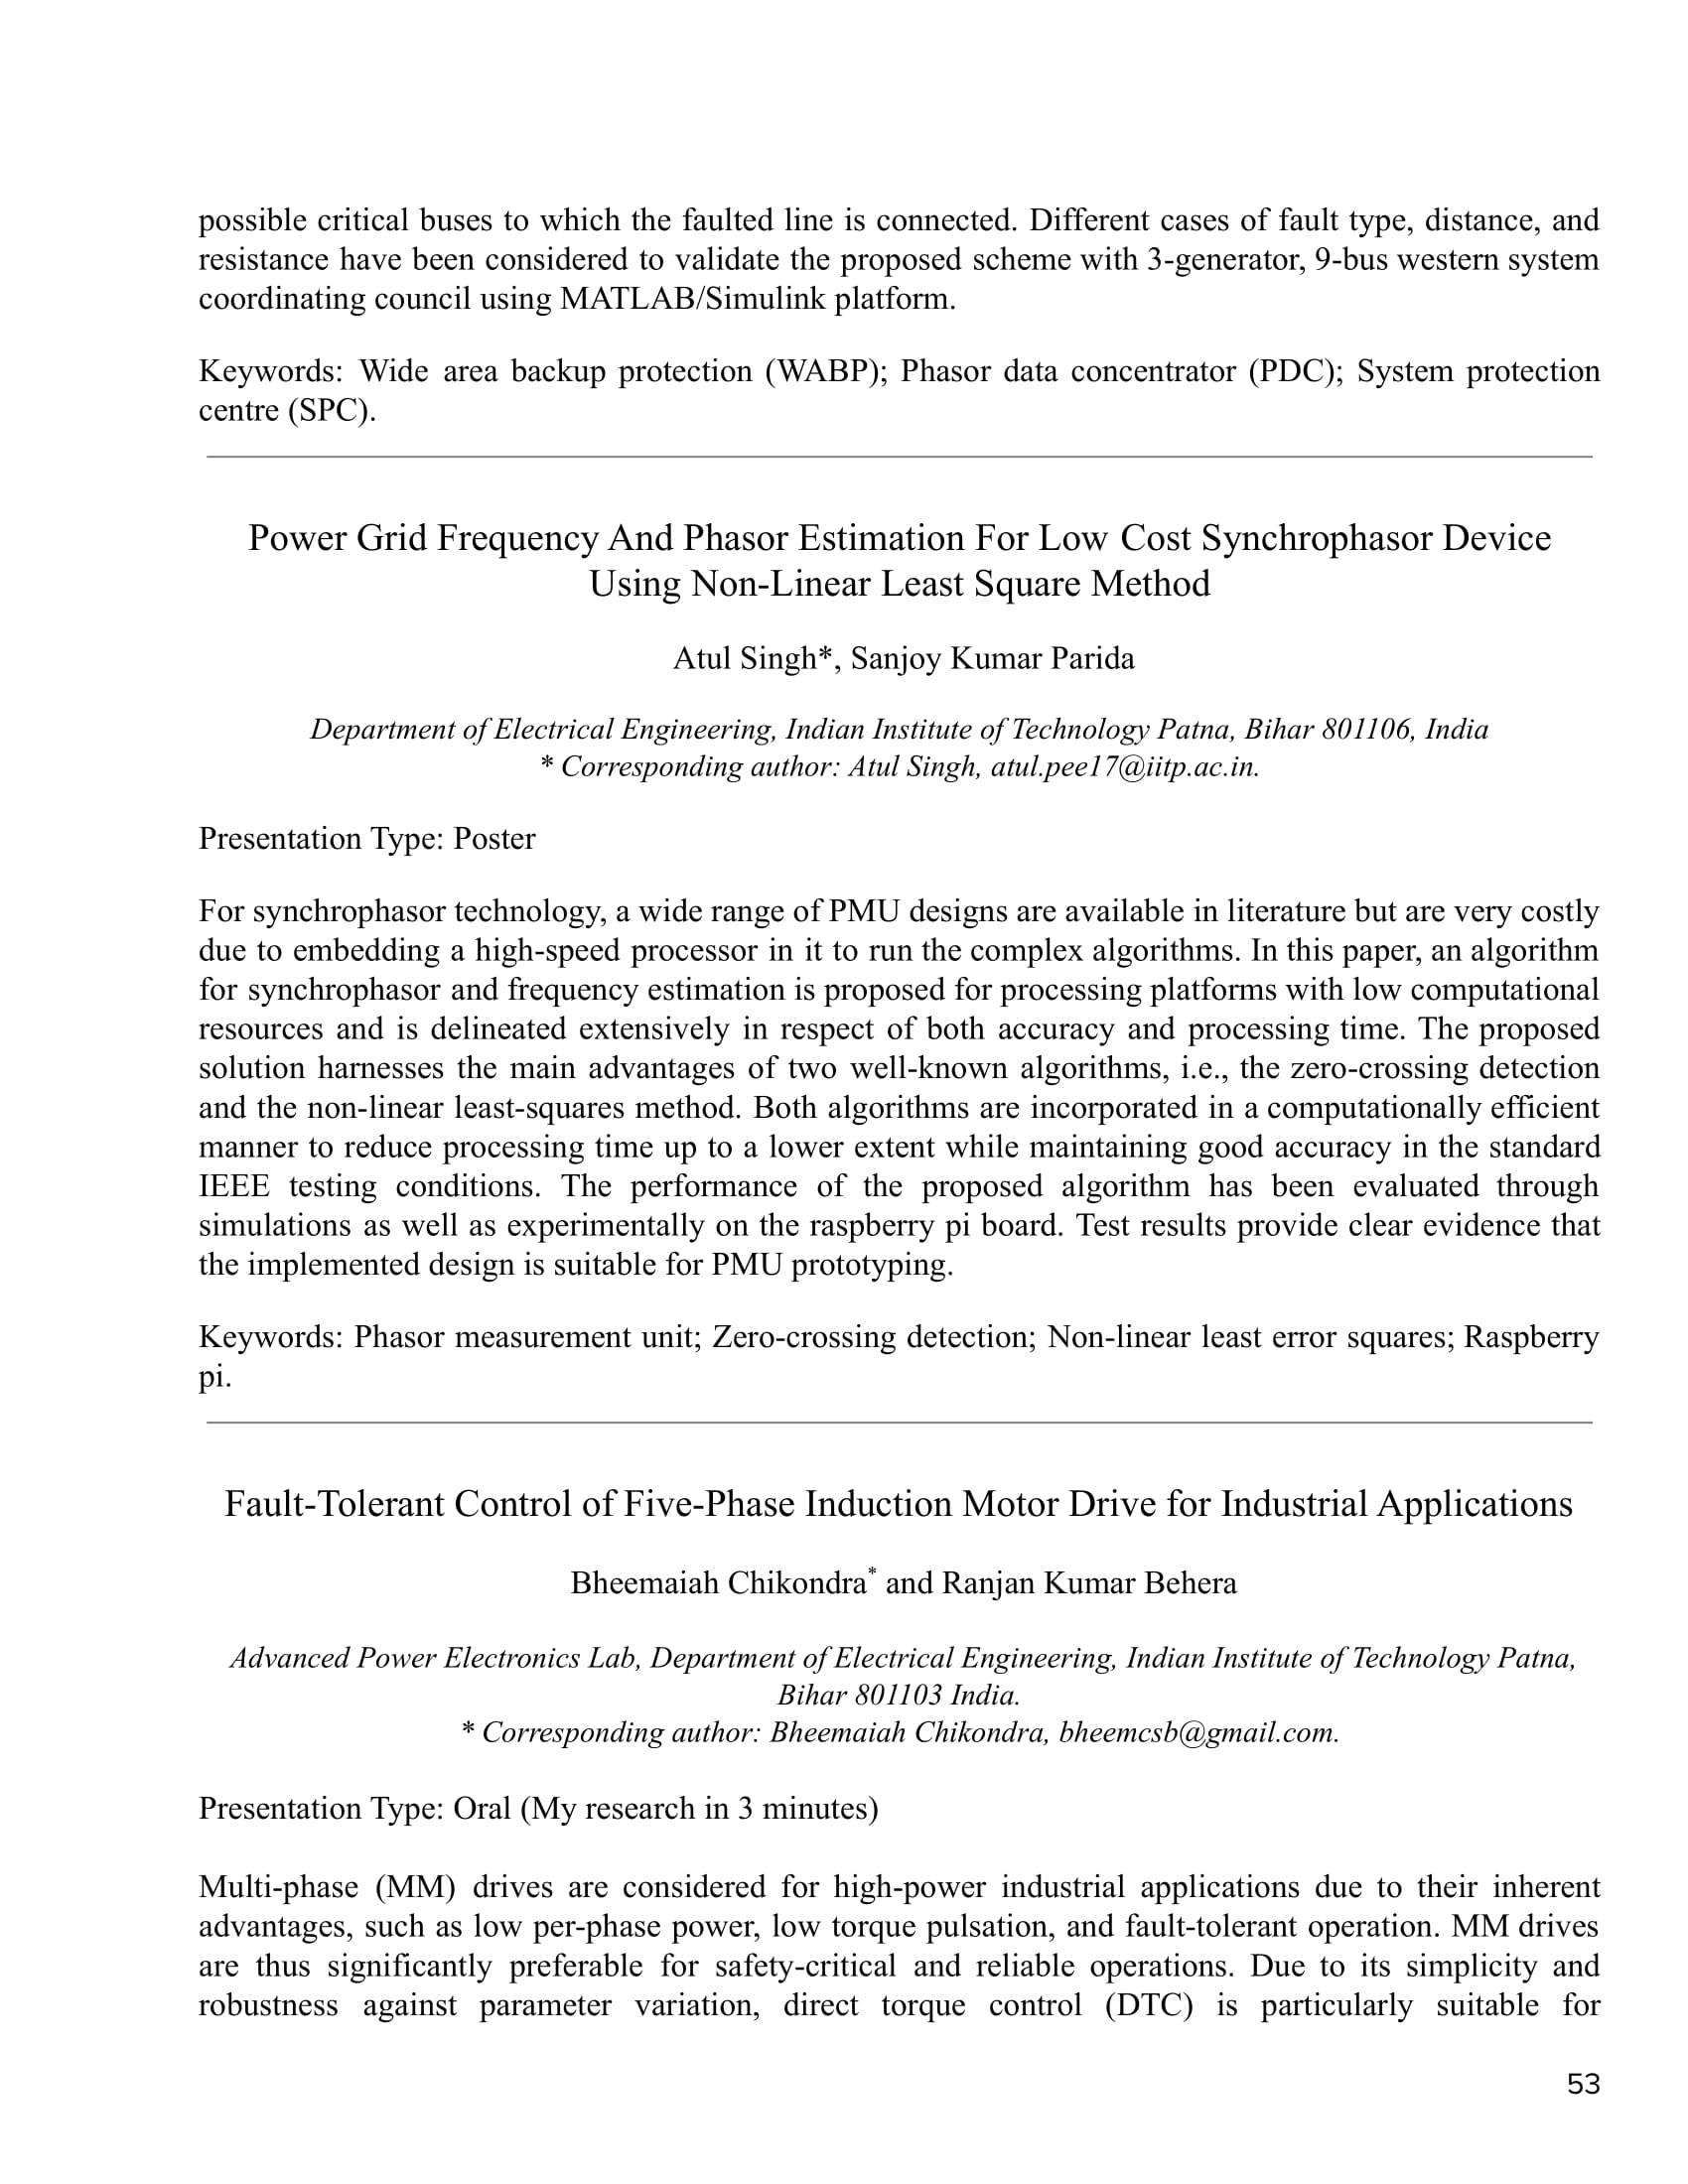 possible critical buses to which the faulted line is connected. Different cases of fault type, distance, and
resistance have been considered to validate the proposed scheme with 3-generator, 9-bus western system
coordinating council using MATLAB/Simulink platform.
Keywords: Wide area backup protection (WABP); Phasor data concentrator (PDC); System protection
centre (SPC).
Power Grid Frequency And Phasor Estimation For Low Cost Synchrophasor Device
Using Non-Linear Least Square Method
Atul Singh*, Sanjoy Kumar Parida
Department of Electrical Engineering, Indian Institute of Technology Patna, Bihar 801106, India
* Corresponding author: Atul Singh, atul.pee17@iitp.ac.in.
Presentation Type: Poster
For synchrophasor technology, a wide range of PMU designs are available in literature but are very costly
due to embedding a high-speed processor in it to run the complex algorithms. In this paper, an algorithm
for synchrophasor and frequency estimation is proposed for processing platforms with low computational
resources and is delineated extensively in respect of both accuracy and processing time. The proposed
solution harnesses the main advantages of two well-known algorithms, i.e., the zero-crossing detection
and the non-linear least-squares method. Both algorithms are incorporated in a computationally efficient
manner to reduce processing time up to a lower extent while maintaining good accuracy in the standard
IEEE testing conditions. The performance of the proposed algorithm has been evaluated through
simulations as well as experimentally on the raspberry pi board. Test results provide clear evidence that
the implemented design is suitable for PMU prototyping.
Keywords: Phasor measurement unit; Zero-crossing detection; Non-linear least error squares; Raspberry
pi.
Fault-Tolerant Control of Five-Phase Induction Motor Drive for Industrial Applications
Bheemaiah Chikondra* and Ranjan Kumar Behera
Advanced Power Electronics Lab, Department of Electrical Engineering, Indian Institute of Technology Patna,
Bihar 801103 India.
* Corresponding author: Bheemaiah Chikondra, bheemcsb@gmail.com.
Presentation Type: Oral (My research in 3 minutes)
Multi-phase (MM) drives are considered for high-power industrial applications due to their inherent
advantages, such as low per-phase power, low torque pulsation, and fault-tolerant operation. MM drives
are thus significantly preferable for safety-critical and reliable operations. Due to its simplicity and
robustness against parameter variation, direct torque control (DTC) is particularly suitable for
53